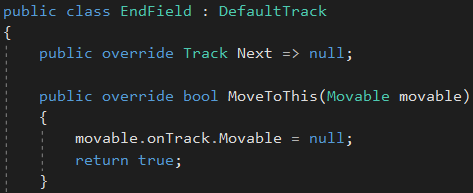 public class EndField : DefaultTrack
{
public override Track Next => null;
public override bool MoveToThis(Movable movable)
{
movable.onTrack.Movable = null;
return true;
}